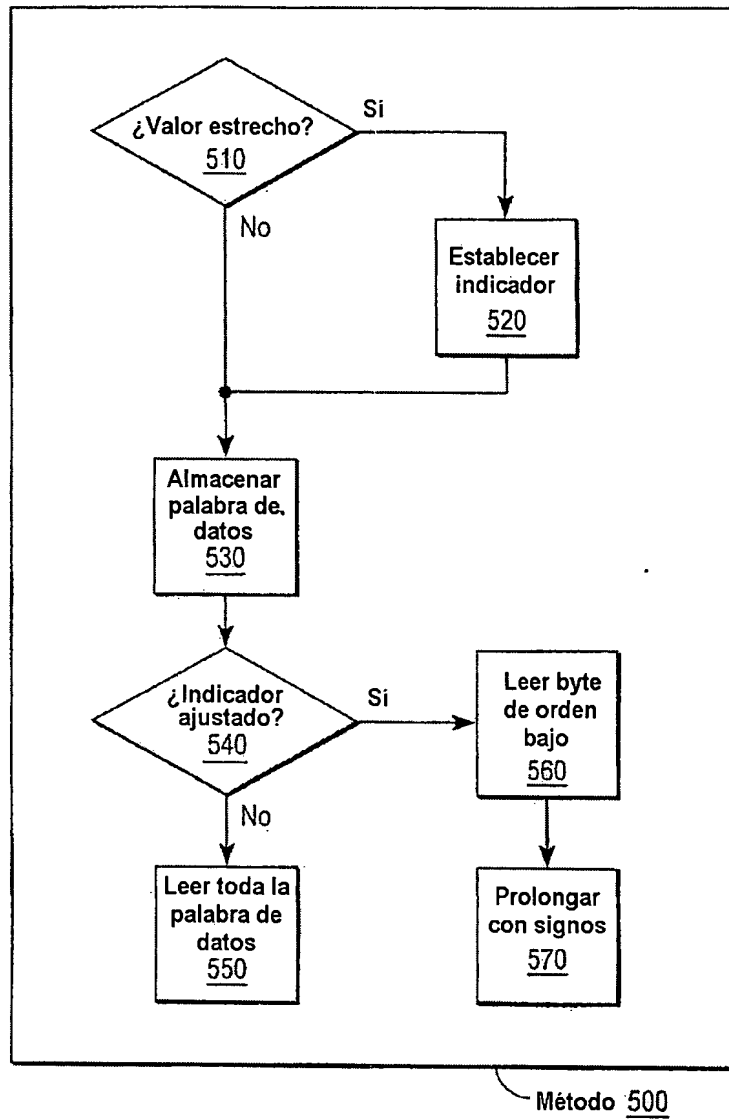 ¿Valor estrecho?
510
Sí
No
Establecer
indicador
520
Almacenar
palabra de.
datos
530
¿Indicador
ajustado?
540
Sí
No
Leer byte
de orden
bajo
560
Leer toda la
palabra de
datos
550
Prolongar
con signos
570
Método 500